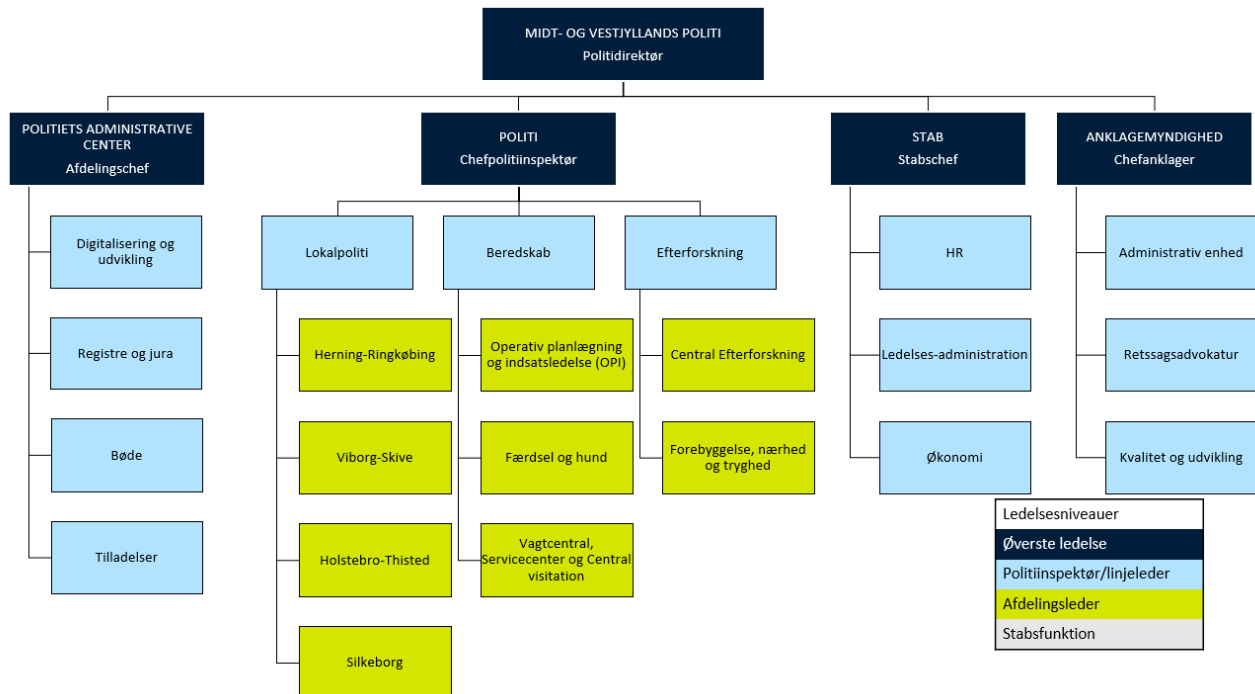 MIDT- OG VESTJYLLANDS POLITI
Politidirektør
POLITIETS ADMINISTRATIVE
CENTER
Afdelingschef
POLITI
Chefpolitiinspektør
STAB
Stabschef
ANKLAGEMYNDIGHED
Chefanklager
Digitalisering og
udvikling
Registre og jura
Bøde
Tilladelser
Lokalpoliti
Herning-Ringkøbing
Viborg-Skive
Holstebro-Thisted
Silkeborg
Beredskab
Operativ planlægning
og indsatsledelse (OPI)
Færdsel og hund
Vagtcentral,
Servicecenter og Central
visitation
Efterforskning
Central Efterforskning
Forebyggelse, nærhed
og tryghed
HR
Ledelses-administration
Økonomi
Administrativ enhed
Retssagsadvokatur
Kvalitet og udvikling
Ledelsesniveauer
Øverste ledelse
Politiinspektør/linjeleder
Afdelingsleder
Stabsfunktion